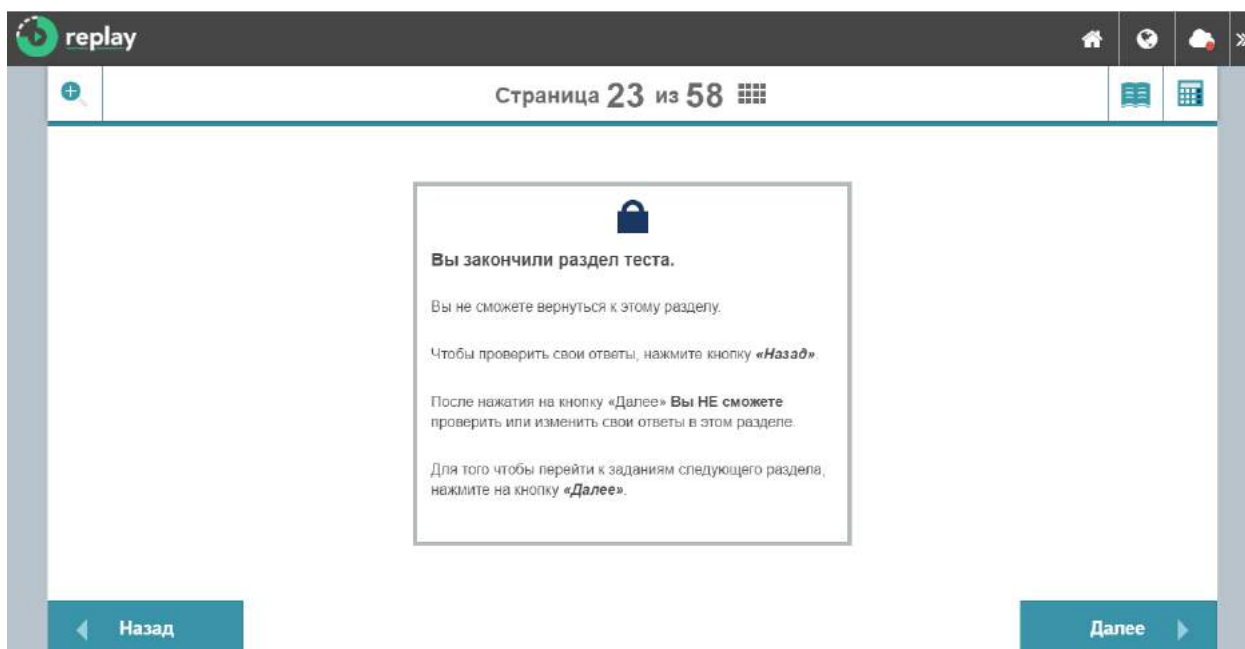 replay
Страница 23 из 58
Вы закончили раздел теста.
Вы не сможете вернуться к этому разделу.
Чтобы проверить свои ответы, нажмите кнопку «Назад».
После нажатия на кнопку «Далее» Вы НЕ сможете
проверить или изменить свои ответы в этом разделе.
Для того чтобы перейти к заданиям следующего раздела,
нажмите на кнопку «Далее».
Назад
Далее